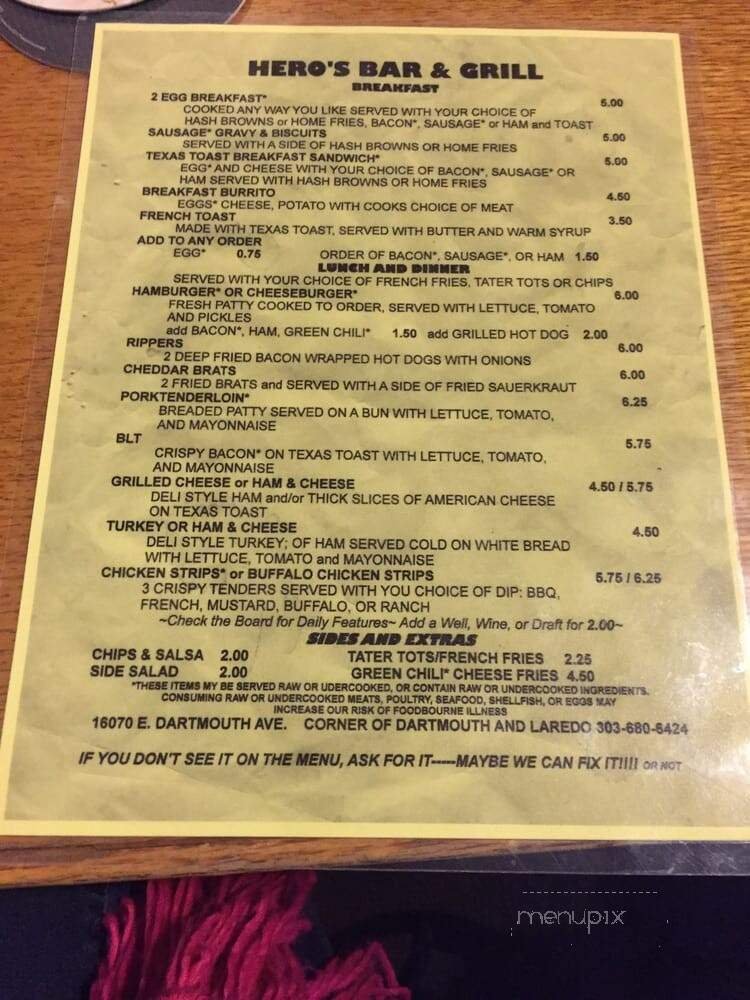 HERO'S BAR & GRILL
BREAKFAST
2 EGG BREAKFAST* 5.00
COOKED ANY WAY YOU LIKE SERVED WITH YOUR CHOICE OF
HASH BROWNS or HOME FRIES, BACON*, SAUSAGE* or HAM and TOAST
SAUSAGE* GRAVY & BISCUITS 5.00
SERVED WITH A SIDE OF HASH BROWNS OR HOME FRIES
TEXAS TOAST BREAKFAST SANDWICH* 5.00
EGG* AND CHEESE WITH YOUR CHOICE OF BACON*, SAUSAGE* OR
HAM SERVED WITH HASH BROWNS OR HOME FRIES
BREAKFAST BURRITO 4.50
EGGS* CHEESE, POTATO WITH COOKS CHOICE OF MEAT
FRENCH TOAST 3.50
MADE WITH TEXAS TOAST, SERVED WITH BUTTER AND WARM SYRUP
ADD TO ANY ORDER
EGG* 0.75 ORDER OF BACON*, SAUSAGE*, OR HAM 1.50
LUNCH AND DINNER
SERVED WITH YOUR CHOICE OF FRENCH FRIES, TATER TOTS OR CHIPS
HAMBURGER* OR CHEESEBURGER* 6.00
FRESH PATTY COOKED TO ORDER, SERVED WITH LETTUCE, TOMATO
AND PICKLES
add BACON*, HAM, GREEN CHILI* 1.50 add GRILLED HOT DOG 2.00
RIPPERS 6.00
2 DEEP FRIED BACON WRAPPED HOT DOGS WITH ONIONS
CHEDDAR BRATS 6.00
2 FRIED BRATS and SERVED WITH A SIDE OF FRIED SAUERKRAUT
PORKTENDERLOIN* 6.25
BREADED PATTY SERVED ON A BUN WITH LETTUCE, TOMATO,
AND MAYONNAISE
BLT 5.75
CRISPY BACON* ON TEXAS TOAST WITH LETTUCE, TOMATO,
AND MAYONNAISE
GRILLED CHEESE or HAM & CHEESE 4.50 / 5.75
DELI STYLE HAM and/or THICK SLICES OF AMERICAN CHEESE
ON TEXAS TOAST
TURKEY OR HAM & CHEESE 4.50
DELI STYLE TURKEY; OF HAM SERVED COLD ON WHITE BREAD
WITH LETTUCE, TOMATO and MAYONNAISE
CHICKEN STRIPS* or BUFFALO CHICKEN STRIPS 5.75 / 6.25
3 CRISPY TENDERS SERVED WITH YOU CHOICE OF DIP: BBQ,
FRENCH, MUSTARD, BUFFALO, OR RANCH
~Check the Board for Daily Features~ Add a Well, Wine, or Draft for 2.00~
SIDES AND EXTRAS
CHIPS & SALSA 2.00 TATER TOTS/FRENCH FRIES 2.25
SIDE SALAD 2.00 GREEN CHILI* CHEESE FRIES 4.50
*THESE ITEMS MY BE SERVED RAW OR UDERCOOKED, OR CONTAIN RAW OR UNDERCOOKED INGREDIENTS.
CONSUMING RAW OR UNDERCOOKED MEATS, POULTRY, SEAFOOD, SHELLFISH, OR EGGS MAY
INCREASE OUR RISK OF FOODBOURNE ILLNESS
16070 E. DARTMOUTH AVE. CORNER OF DARTMOUTH AND LAREDO 303-680-6424
IF YOU DON'T SEE IT ON THE MENU, ASK FOR IT-----MAYBE WE CAN FIX IT!!!! OR NOT
menupix